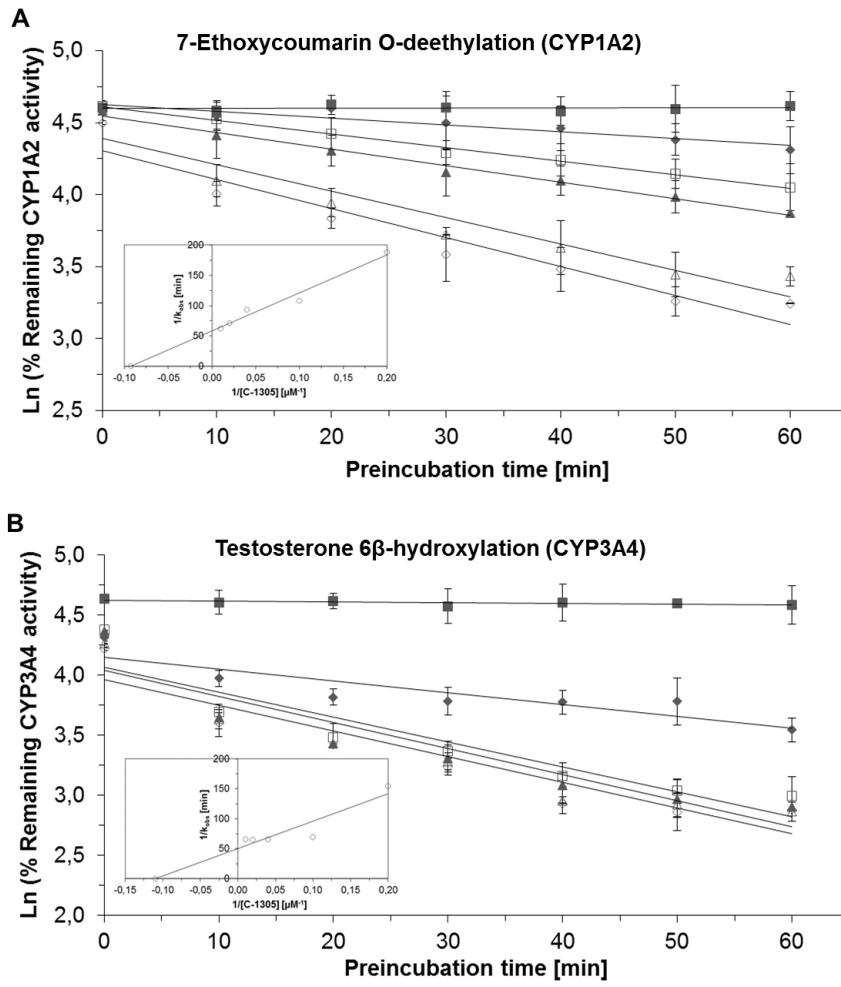 A
7-Ethoxycoumarin O-deethylation (CYP1A2)
Ln (% Remaining CYP1A2 activity)
5,0
4,5
4,0
3,5
3,0
2,5
0 10 20 30 40 50 60
Preincubation time [min]
1/kobs [min]
200
150
100
50
0
-0,10 -0,05 0,00 0,05 0,10 0,15 0,20
1/[C-1305] [µM-1]
B
Testosterone 6β-hydroxylation (CYP3A4)
Ln (% Remaining CYP3A4 activity)
5,0
4,5
4,0
3,5
3,0
2,5
2,0
0 10 20 30 40 50 60
Preincubation time [min]
1/kobs [min]
200
150
100
50
0
-0,15 -0,10 -0,05 0,00 0,05 0,10 0,15 0,20
1/[C-1305] [µM-1]